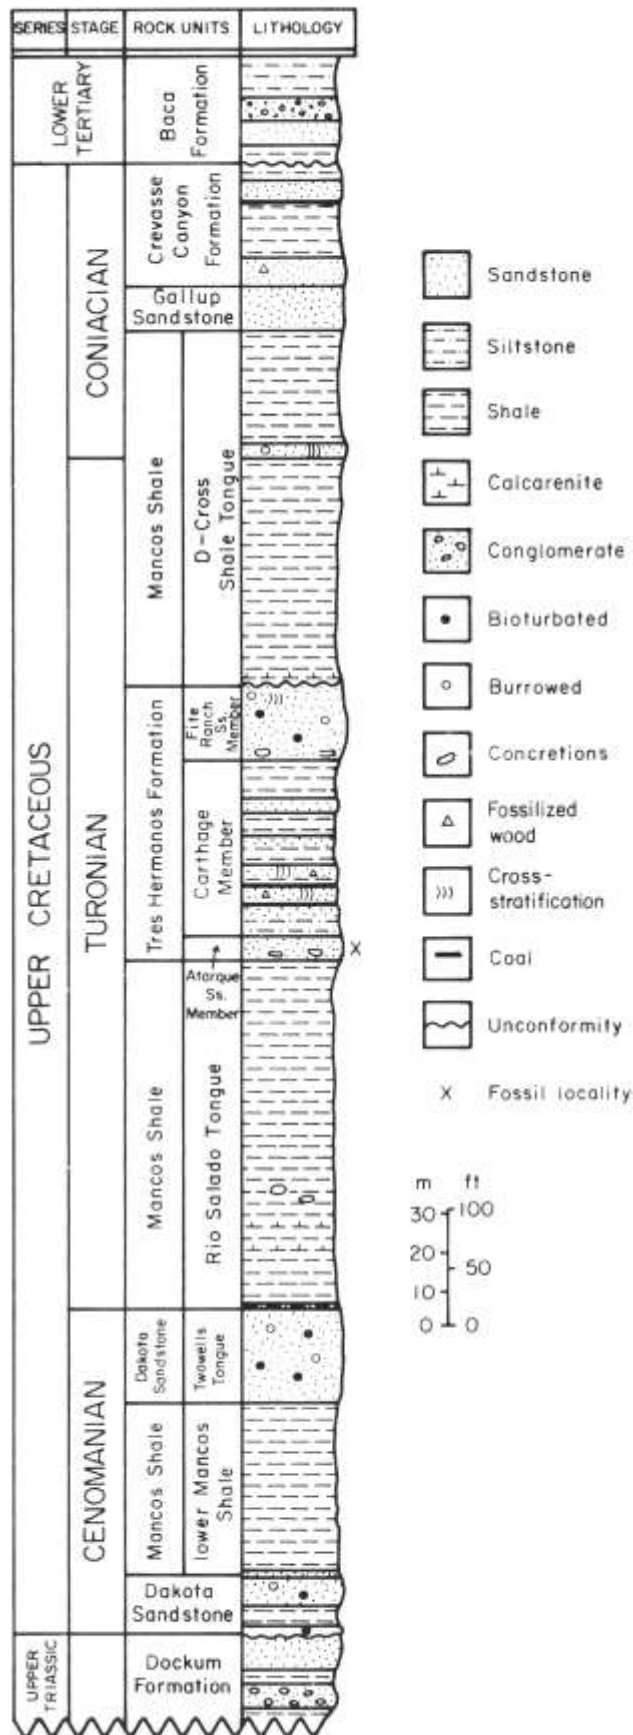 SERIES STAGE ROCK UNITS LITHOLOGY
LOWER
TERTIARY
Baca
Formation
Crevasse
Canyon
Formation
Gallup
Sandstone
CONIACIAN
Mancos Shale
D-Cross
Shale Tongue
UPPER CRETACEOUS
TURONIAN
Tres Hermanos Formation
Fite
Ranch
Ss.
Member
Carthage
Member
Atarque
Ss.
Member
Mancos Shale
Rio Salado Tongue
CENOMANIAN
Dakota
Sandstone
Twowells
Tongue
Mancos Shale
lower Mancos
Shale
Dakota
Sandstone
UPPER
TRIASSIC
Dockum
Formation
X
Sandstone
Siltstone
Shale
Calcarenite
Conglomerate
Bioturbated
Burrowed
Concretions
Fossilized
wood
Cross-
stratification
Coal
Unconformity
X Fossil locality
m ft
30 100
20
50
10
0 0